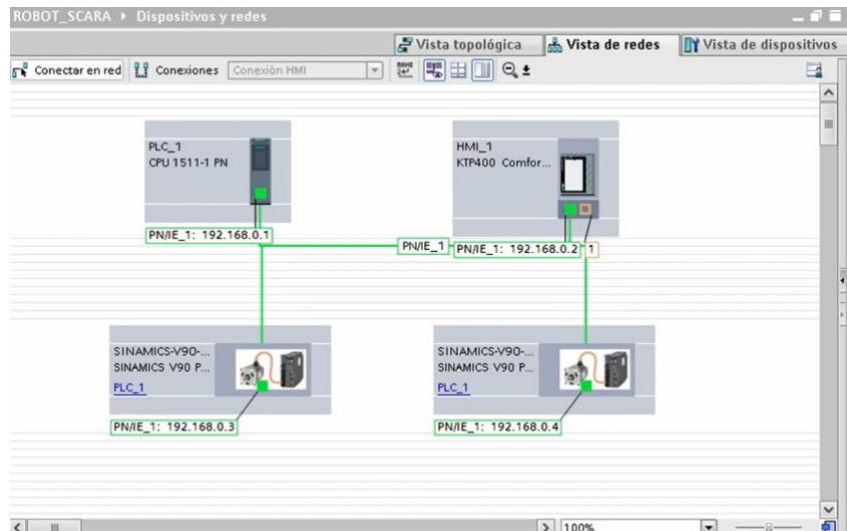 ROBOT_SCARA ▸ Dispositivos y redes
Vista topológica
Vista de redes
Vista de dispositivos
Conectar en red
Conexiones
Conexión HMI
PLC_1
CPU 1511-1 PN
HMI_1
KTP400 Comfor...
PN/IE_1: 192.168.0.1
PN/IE_1
PN/IE_1: 192.168.0.2
1
SINAMICS-V90-...
SINAMICS V90 P...
PLC_1
SINAMICS-V90-...
SINAMICS V90 P...
PLC_1
PN/IE_1: 192.168.0.3
PN/IE_1: 192.168.0.4
100%